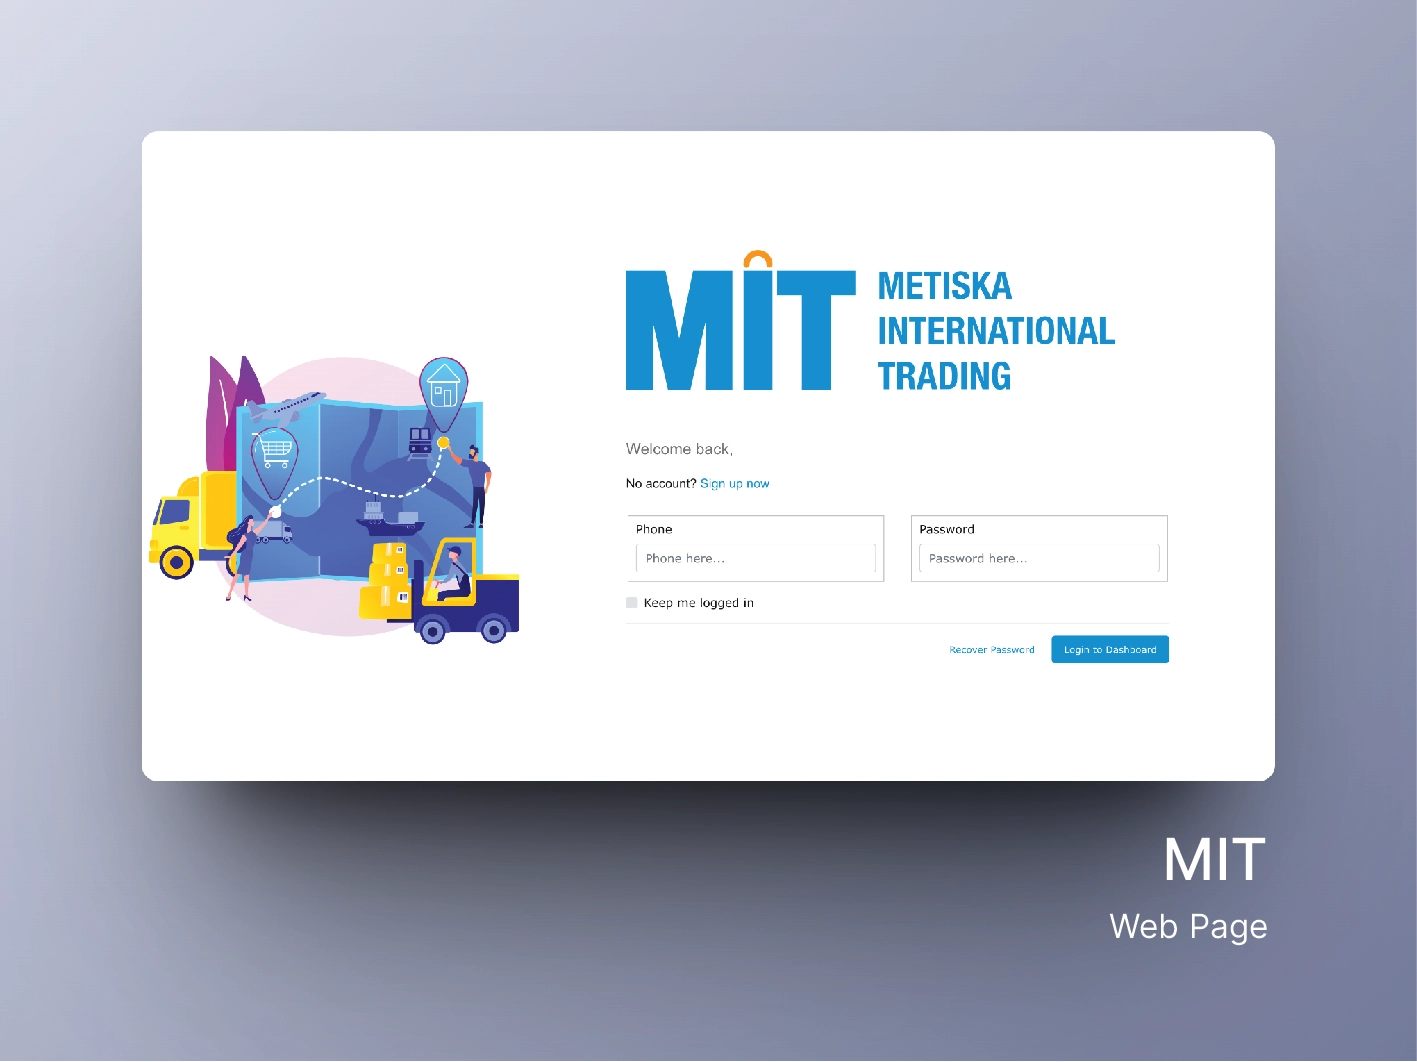 MIT
METISKA
INTERNATIONAL
TRADING
Welcome back,
No account? Sign up now
Phone
Phone here...
Password
Password here...
Keep me logged in
Recover Password
Login to Dashboard
MIT
Web Page